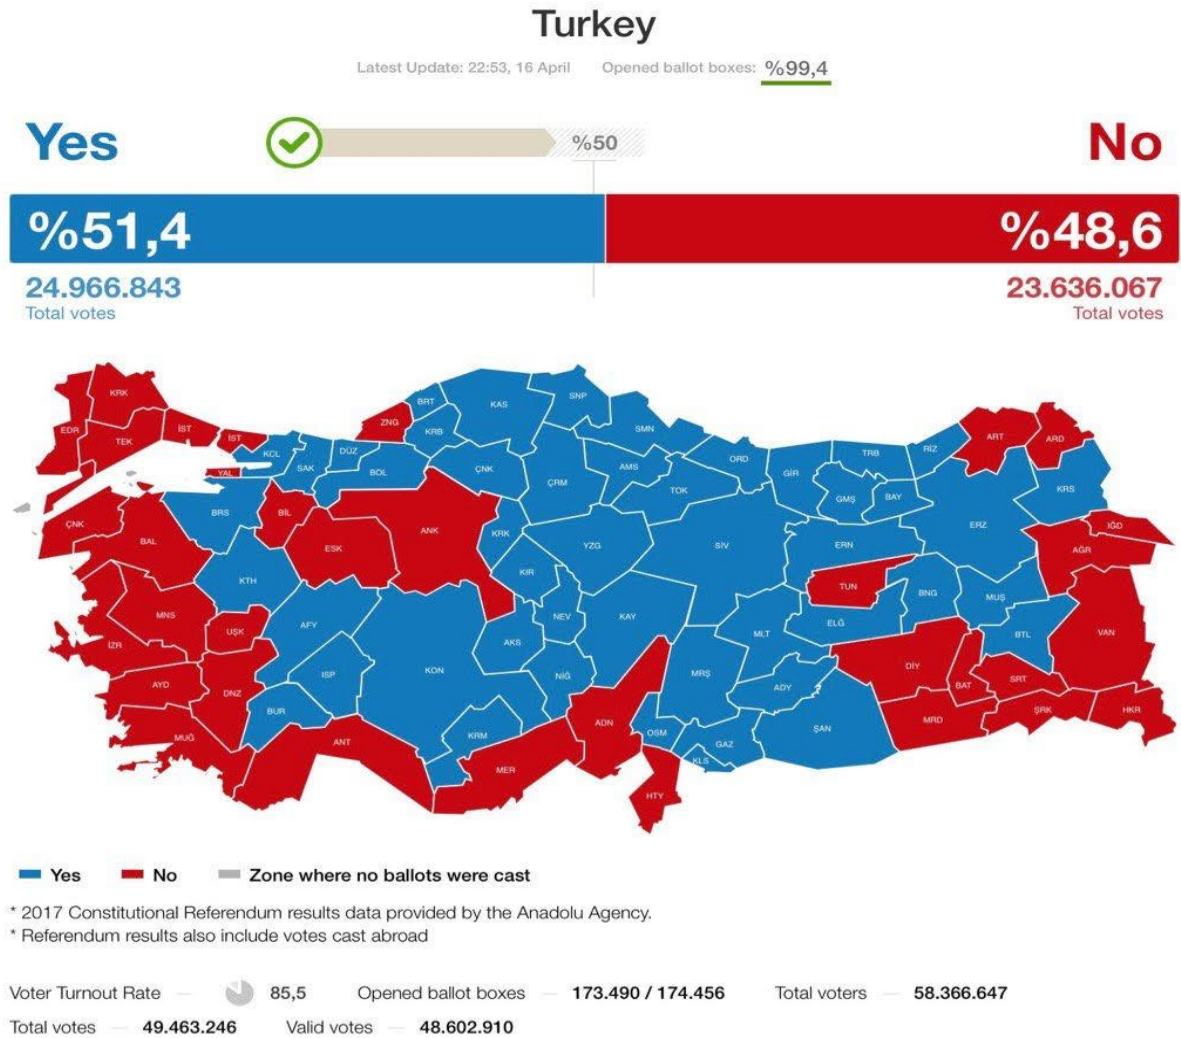 Turkey
Latest Update: 22:53, 16 April Opened ballot boxes: %99,4
Yes %50 No
%51,4 %48,6
24.966.843 23.636.067
Total votes Total votes
KRK
EDR
TEK
İST
İST
YAL
KCL
SAK
DÜZ
BOL
ZNG
BRT
KRB
KAS
SNP
SMN
ÇNK
ÇRM
AMS
TOK
ORD
GİR
TRB
RİZ
ART
ARD
GMŞ
BAY
KRS
ERZ
IĞD
AĞR
ÇNK
BAL
BRS
BİL
ESK
ANK
KRK
YZG
SİV
ERN
TUN
BNG
MUŞ
BTL
VAN
KTH
KIR
MNS
UŞK
AFY
NEV
KAY
AKS
MLT
ELĞ
İZR
AYD
DNZ
ISP
KON
NİĞ
MRŞ
ADY
DİY
BAT
SRT
ŞRK
HKR
MRD
MUĞ
BUR
ANT
KRM
MER
ADN
OSM
GAZ
KLS
ŞAN
HTY
Yes No Zone where no ballots were cast
* 2017 Constitutional Referendum results data provided by the Anadolu Agency.
* Referendum results also include votes cast abroad
Voter Turnout Rate 85,5 Opened ballot boxes 173.490 / 174.456 Total voters 58.366.647
Total votes 49.463.246 Valid votes 48.602.910